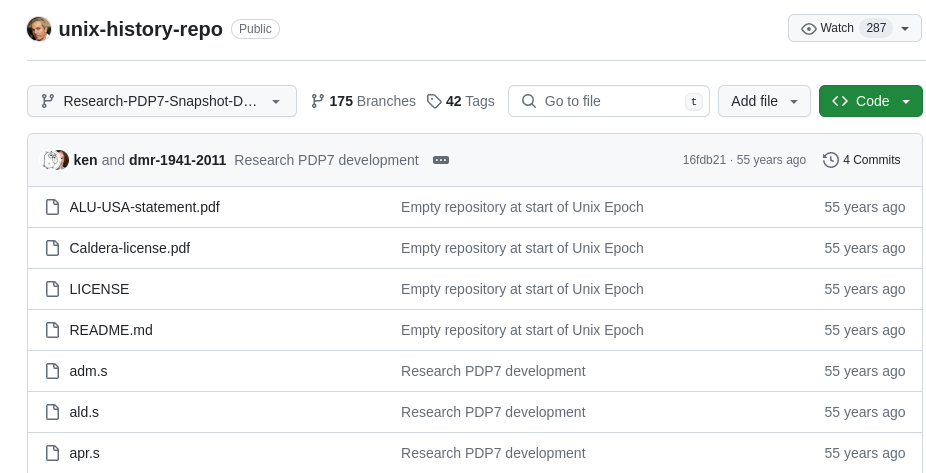 unix-history-repo Public Watch 287
Research-PDP7-Snapshot-D… 175 Branches 42 Tags Go to file t Add file Code
ken and dmr-1941-2011 Research PDP7 development 16fdb21 · 55 years ago 4 Commits
ALU-USA-statement.pdf Empty repository at start of Unix Epoch 55 years ago
Caldera-license.pdf Empty repository at start of Unix Epoch 55 years ago
LICENSE Empty repository at start of Unix Epoch 55 years ago
README.md Empty repository at start of Unix Epoch 55 years ago
adm.s Research PDP7 development 55 years ago
ald.s Research PDP7 development 55 years ago
apr.s Research PDP7 development 55 years ago